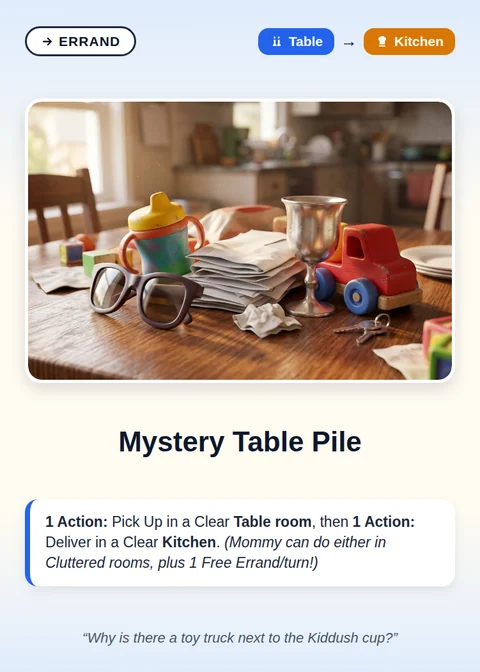 → ERRAND
Table → Kitchen
Mystery Table Pile
1 Action: Pick Up in a Clear Table room, then 1 Action:
Deliver in a Clear Kitchen. (Mommy can do either in
Cluttered rooms, plus 1 Free Errand/turn!)
“Why is there a toy truck next to the Kiddush cup?”